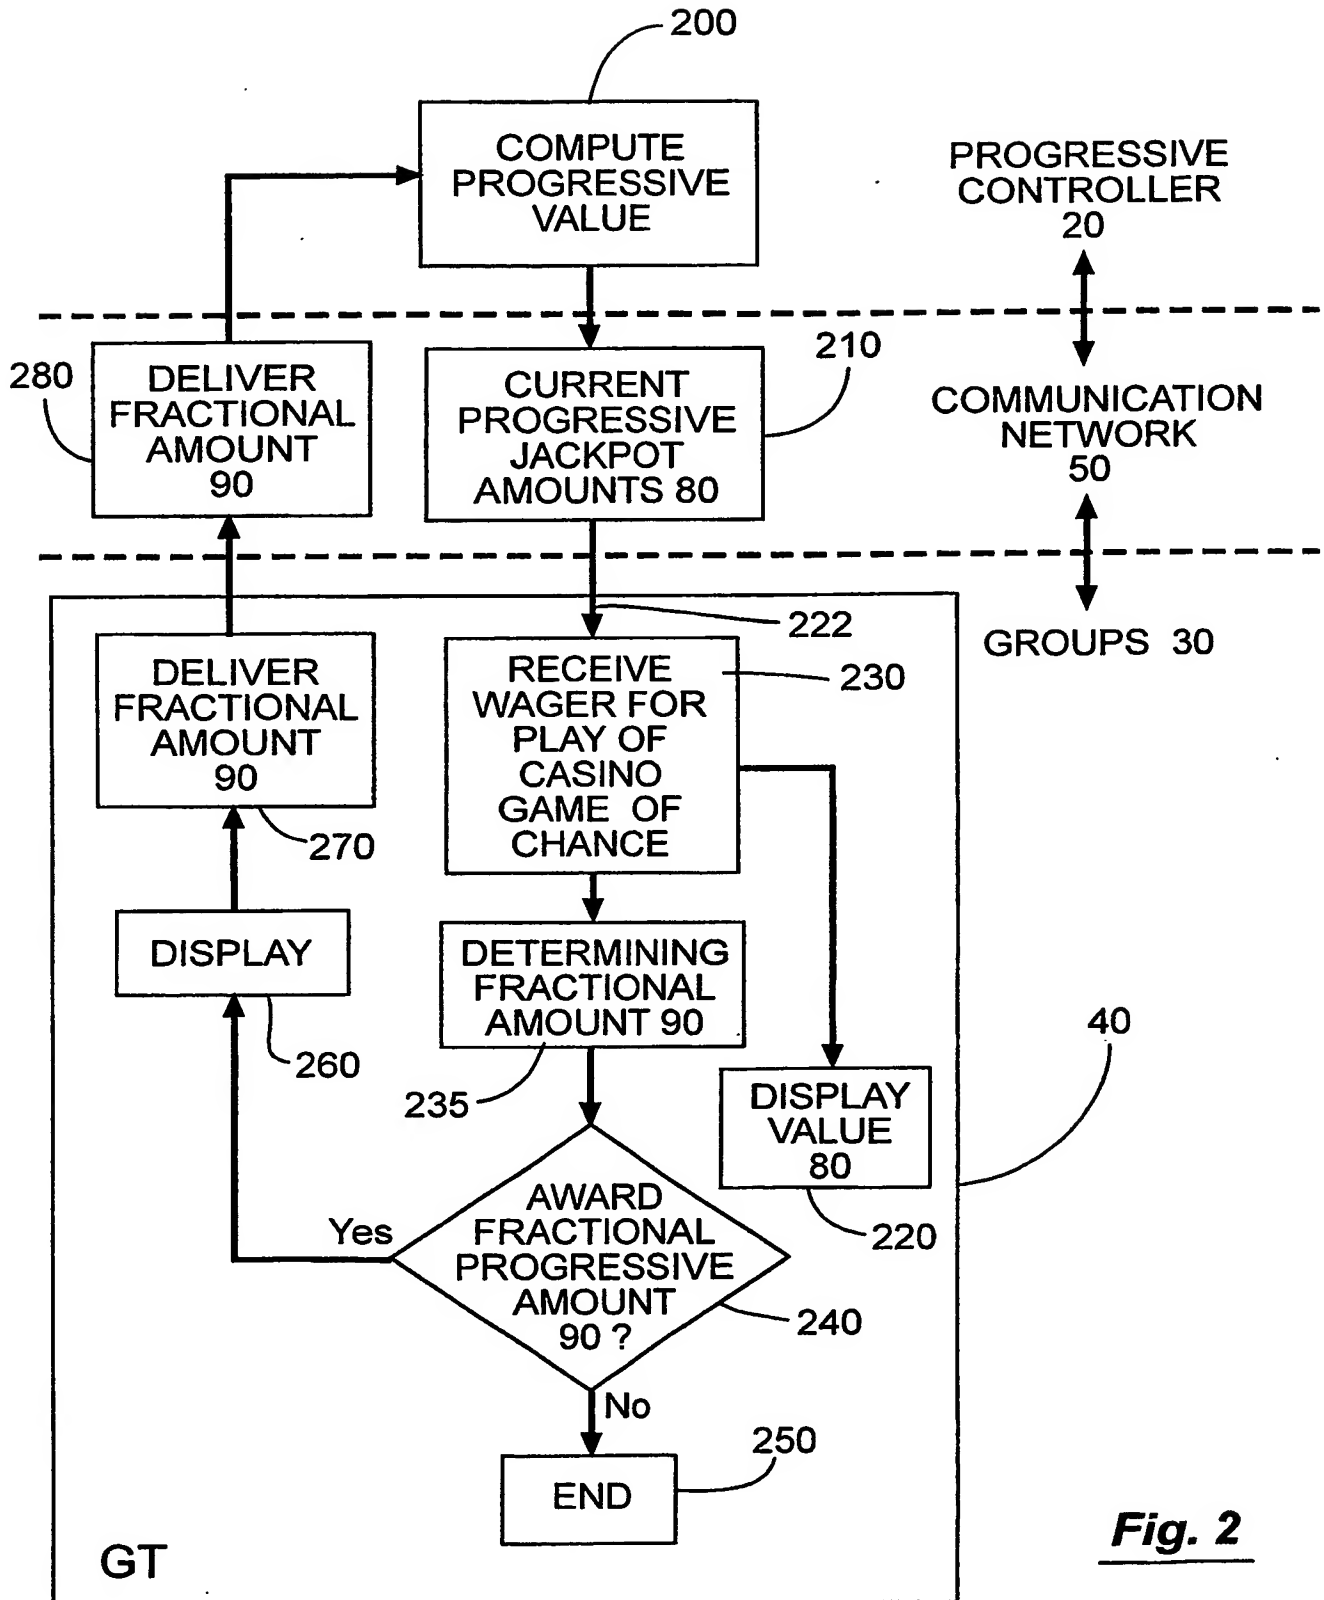 200
COMPUTE
PROGRESSIVE
VALUE
PROGRESSIVE
CONTROLLER
20
280
DELIVER
FRACTIONAL
AMOUNT
90
CURRENT
PROGRESSIVE
JACKPOT
AMOUNTS 80
210
COMMUNICATION
NETWORK
50
222
GROUPS 30
DELIVER
FRACTIONAL
AMOUNT
90
270
RECEIVE
WAGER FOR
PLAY OF
CASINO
GAME OF
CHANCE
230
DISPLAY
260
DETERMINING
FRACTIONAL
AMOUNT 90
235
40
DISPLAY
VALUE
80
220
Yes
AWARD
FRACTIONAL
PROGRESSIVE
AMOUNT
90 ?
240
No
250
END
GT
Fig. 2